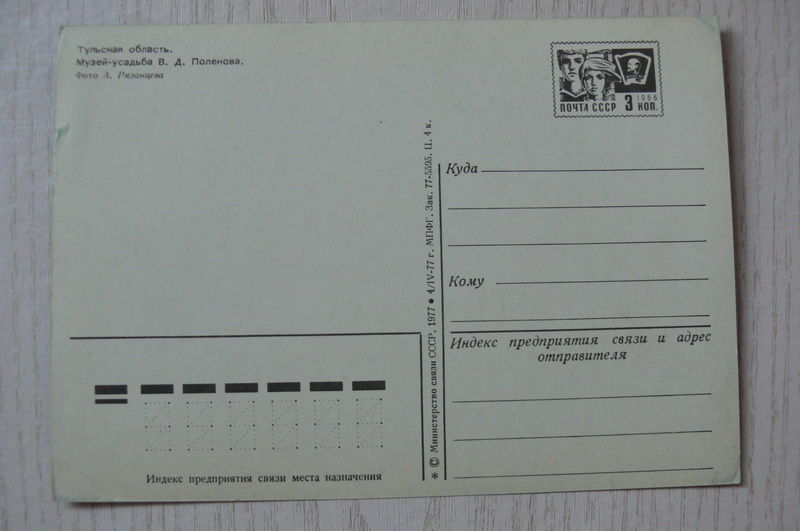 Тульская область.
Музей-усадьба В. Д. Поленова.
Фото А. Рязанцева
1966
ПОЧТА СССР 3 КОП.
Куда
Кому
Индекс предприятия связи и адрес
отправителя
* © Министерство связи СССР, 1977 • 4/IV-77 г. МПФГ. Зак. 77-5595. Ц. 4 к.
Индекс предприятия связи места назначения